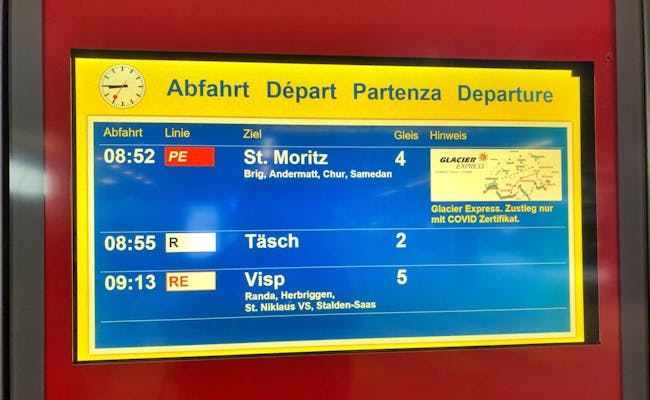 Abfahrt Départ Partenza Departure
Abfahrt Linie Ziel Gleis Hinweis
08:52 PE St. Moritz 4
Brig, Andermatt, Chur, Samedan
GLACIER
EXPRESS
Glacier Express. Zustieg nur
mit COVID Zertifikat.
08:55 R Täsch 2
09:13 RE Visp 5
Randa, Herbriggen,
St. Niklaus VS, Stalden-Saas